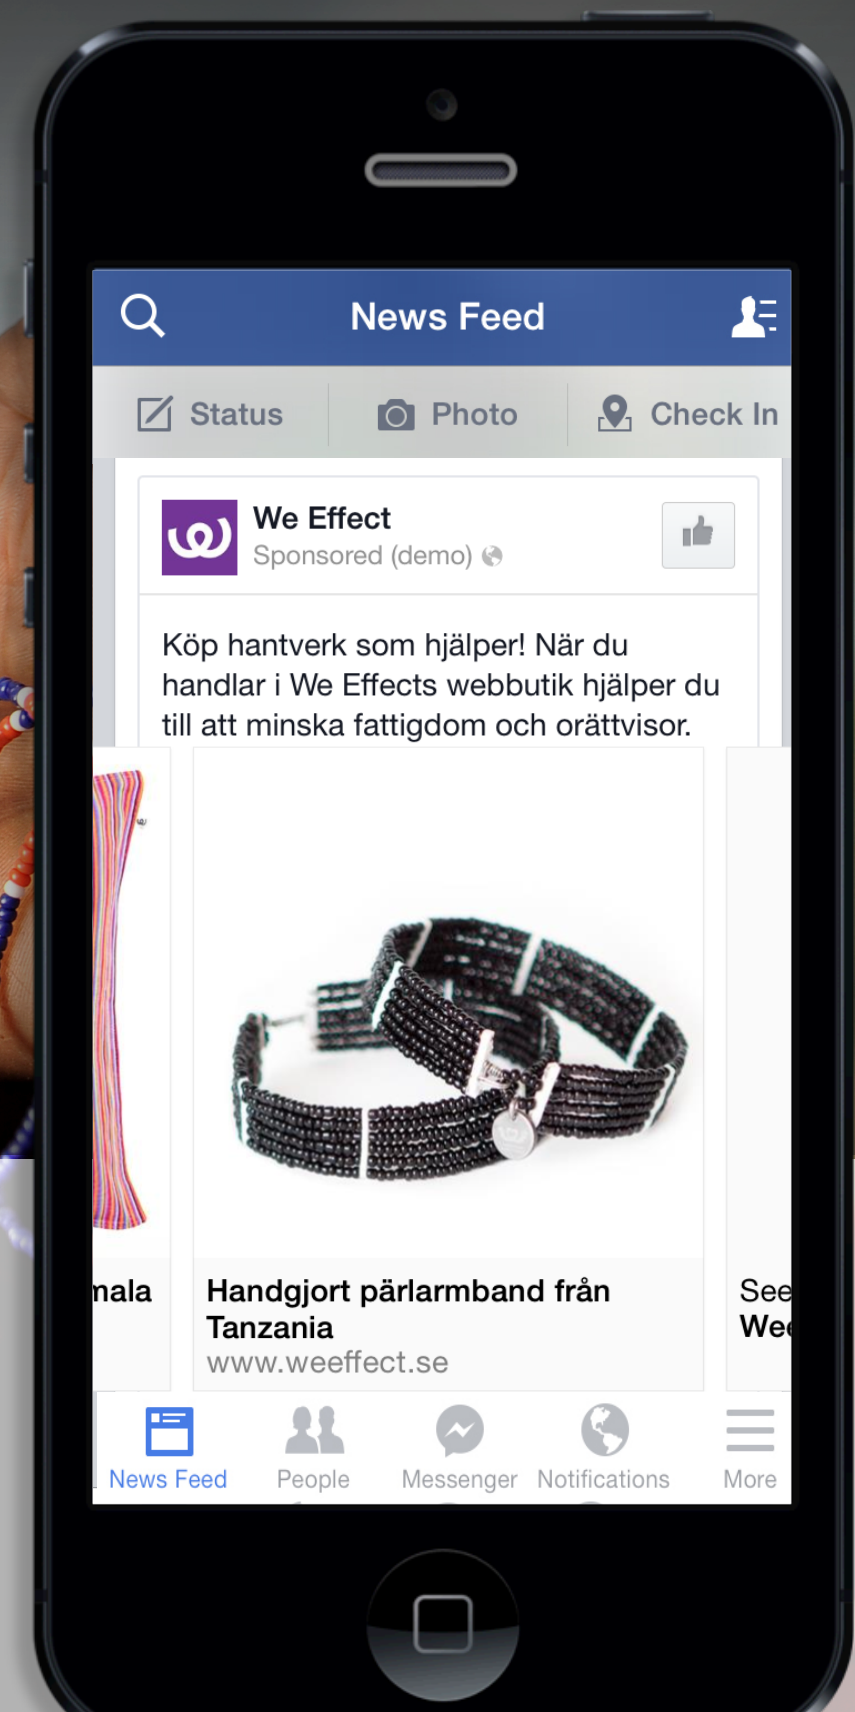 News Feed
Status
Photo
Check In
We Effect
Sponsored (demo)
Köp hantverk som hjälper! När du
handlar i We Effects webbutik hjälper du
till att minska fattigdom och orättvisor.
mala
Handgjort pärlarmband från
Tanzania
www.weeffect.se
See
We
News Feed
People
Messenger
Notifications
More